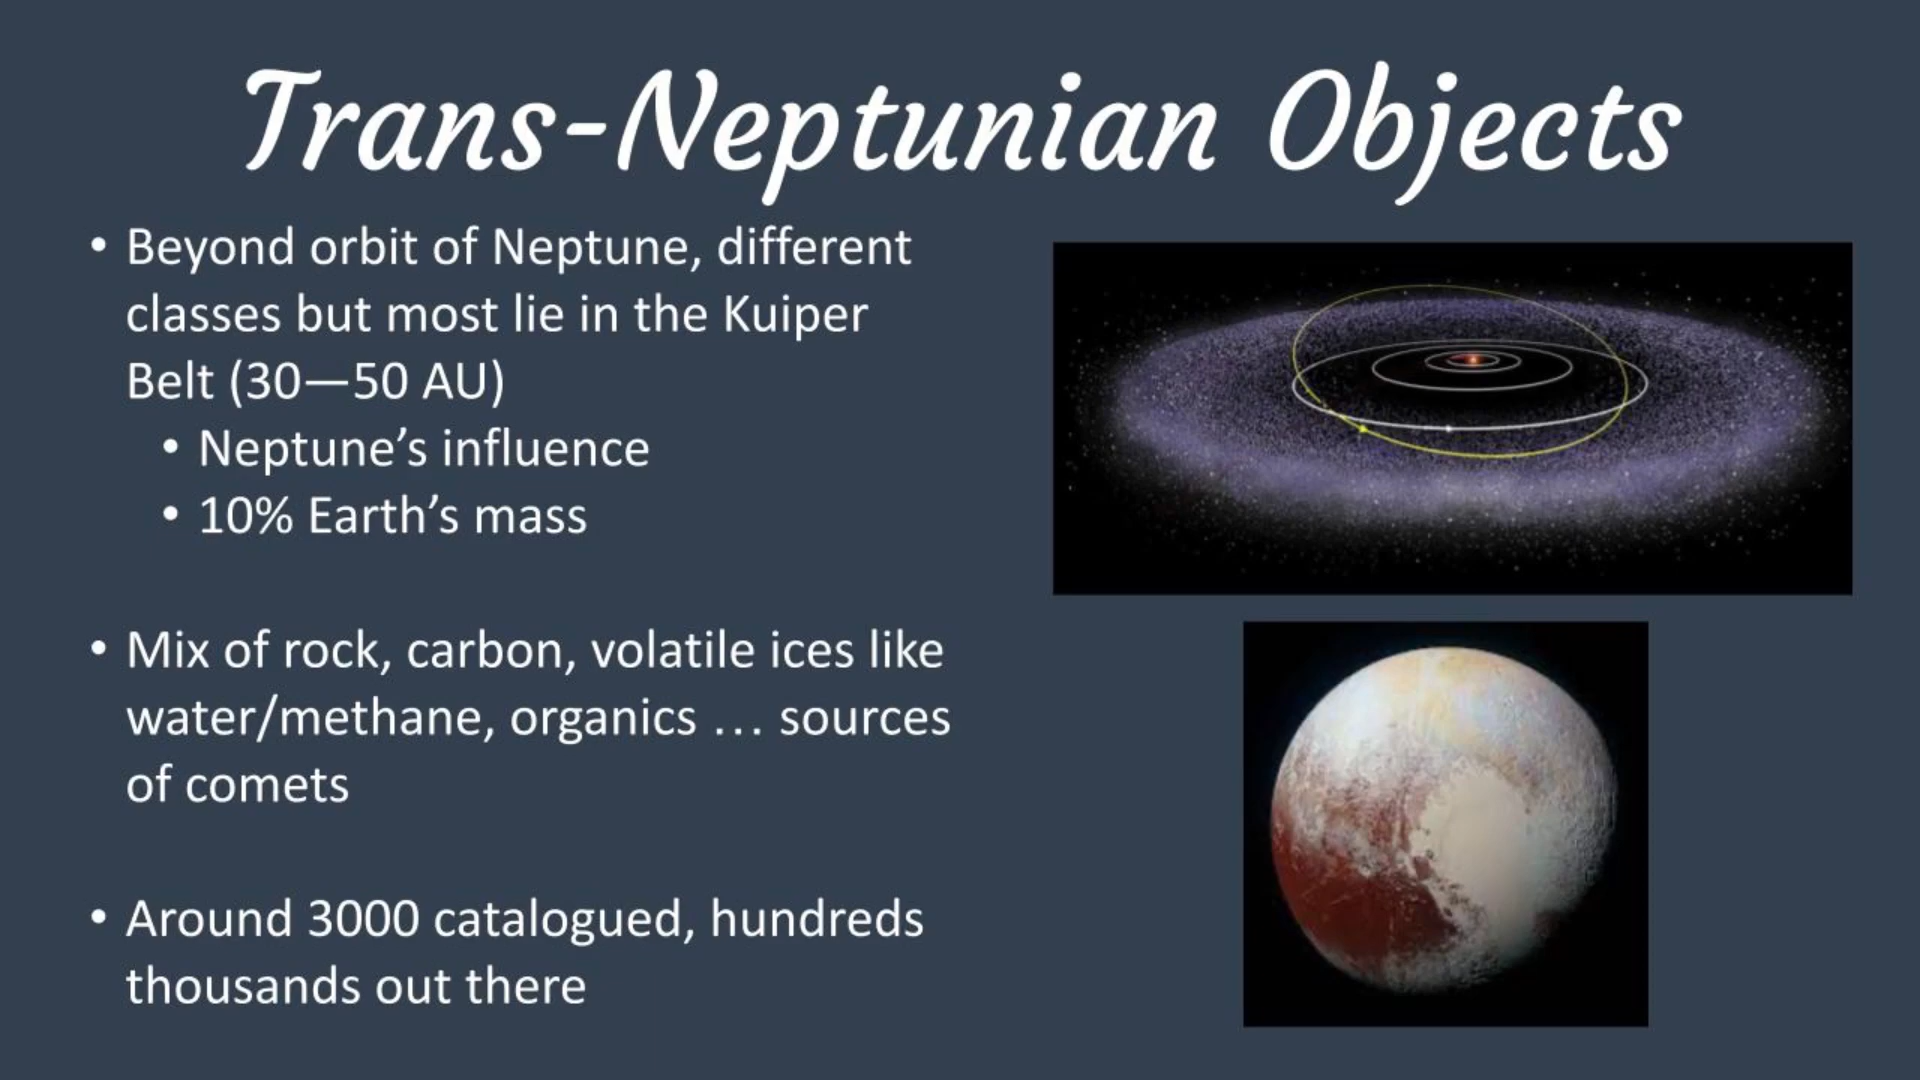 Trans-Neptunian Objects
• Beyond orbit of Neptune, different
classes but most lie in the Kuiper
Belt (30—50 AU)
• Neptune’s influence
• 10% Earth’s mass
• Mix of rock, carbon, volatile ices like
water/methane, organics … sources
of comets
• Around 3000 catalogued, hundreds
thousands out there